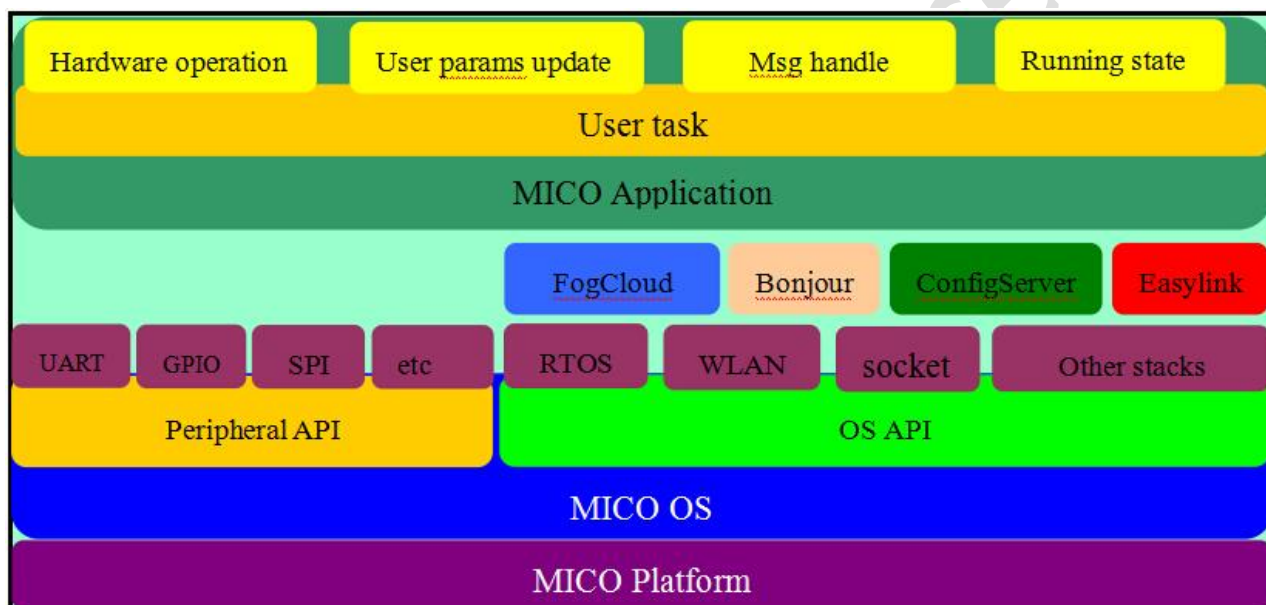 Hardware operation
User params update
Msg handle
Running state
User task
MICO Application
FogCloud
Bonjour
ConfigServer
Easylink
UART
GPIO
SPI
etc
RTOS
WLAN
socket
Other stacks
Peripheral API
OS API
MICO OS
MICO Platform